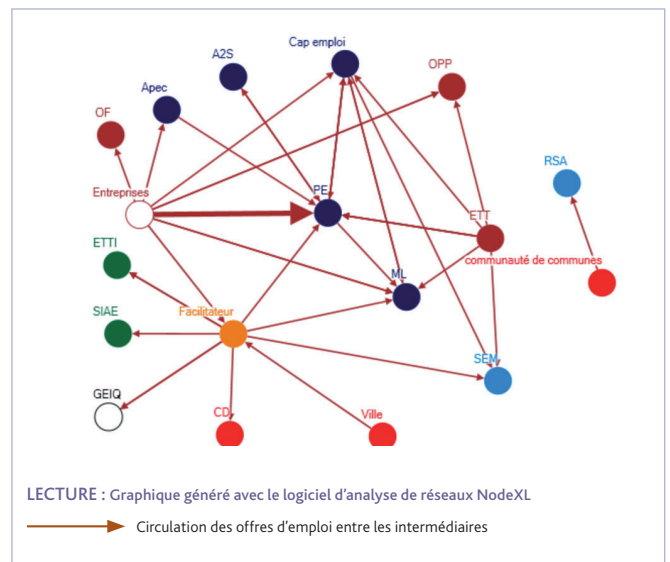 Cap emploi
A2S
OPP
Apec
OF
RSA
Entreprises
PE
ETT
ETTI
communauté de communes
ML
SIAE
Facilitateur
SEM
GEIQ
CD
Ville
LECTURE : Graphique généré avec le logiciel d'analyse de réseaux NodeXL
Circulation des offres d'emploi entre les intermédiaires